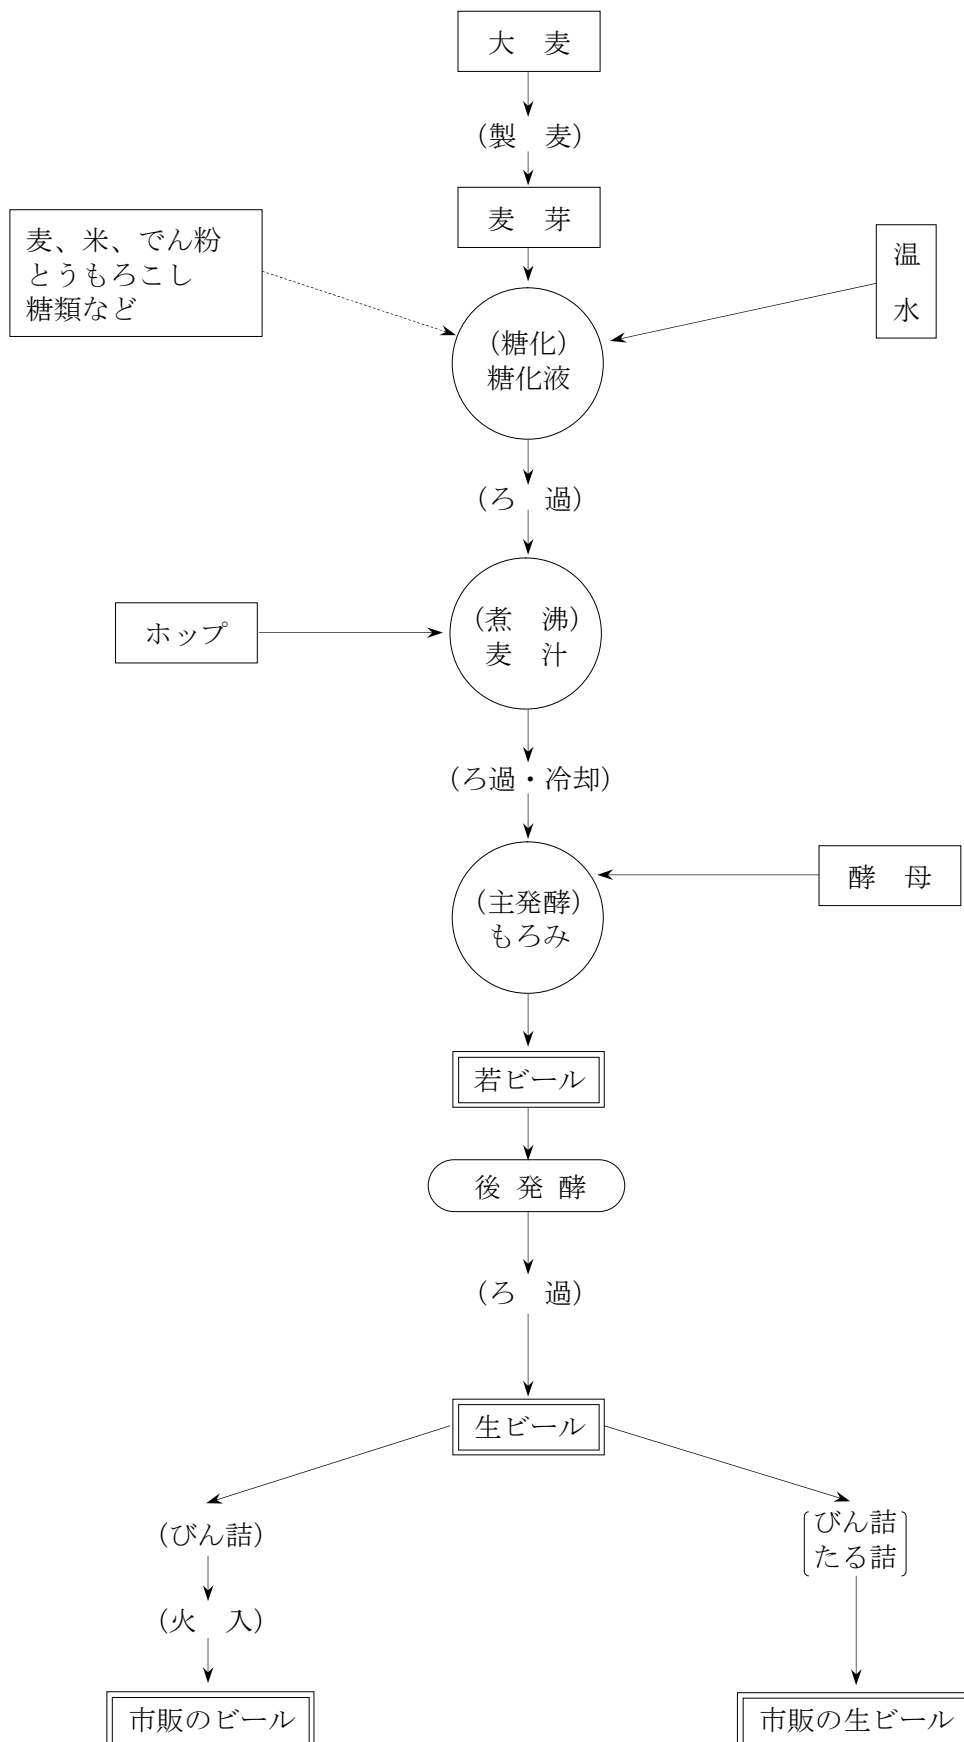 大　麦
（製　麦）
麦　芽
麦、米、でん粉
とうもろこし
糖類など
温
水
（糖化）
糖化液
（ろ　過）
ホップ
（煮　沸）
麦　汁
（ろ過・冷却）
酵　母
（主発酵）
もろみ
若ビール
後 発 酵
（ろ　過）
生ビール
（びん詰）
びん詰
たる詰
（火　入）
市販のビール
市販の生ビール